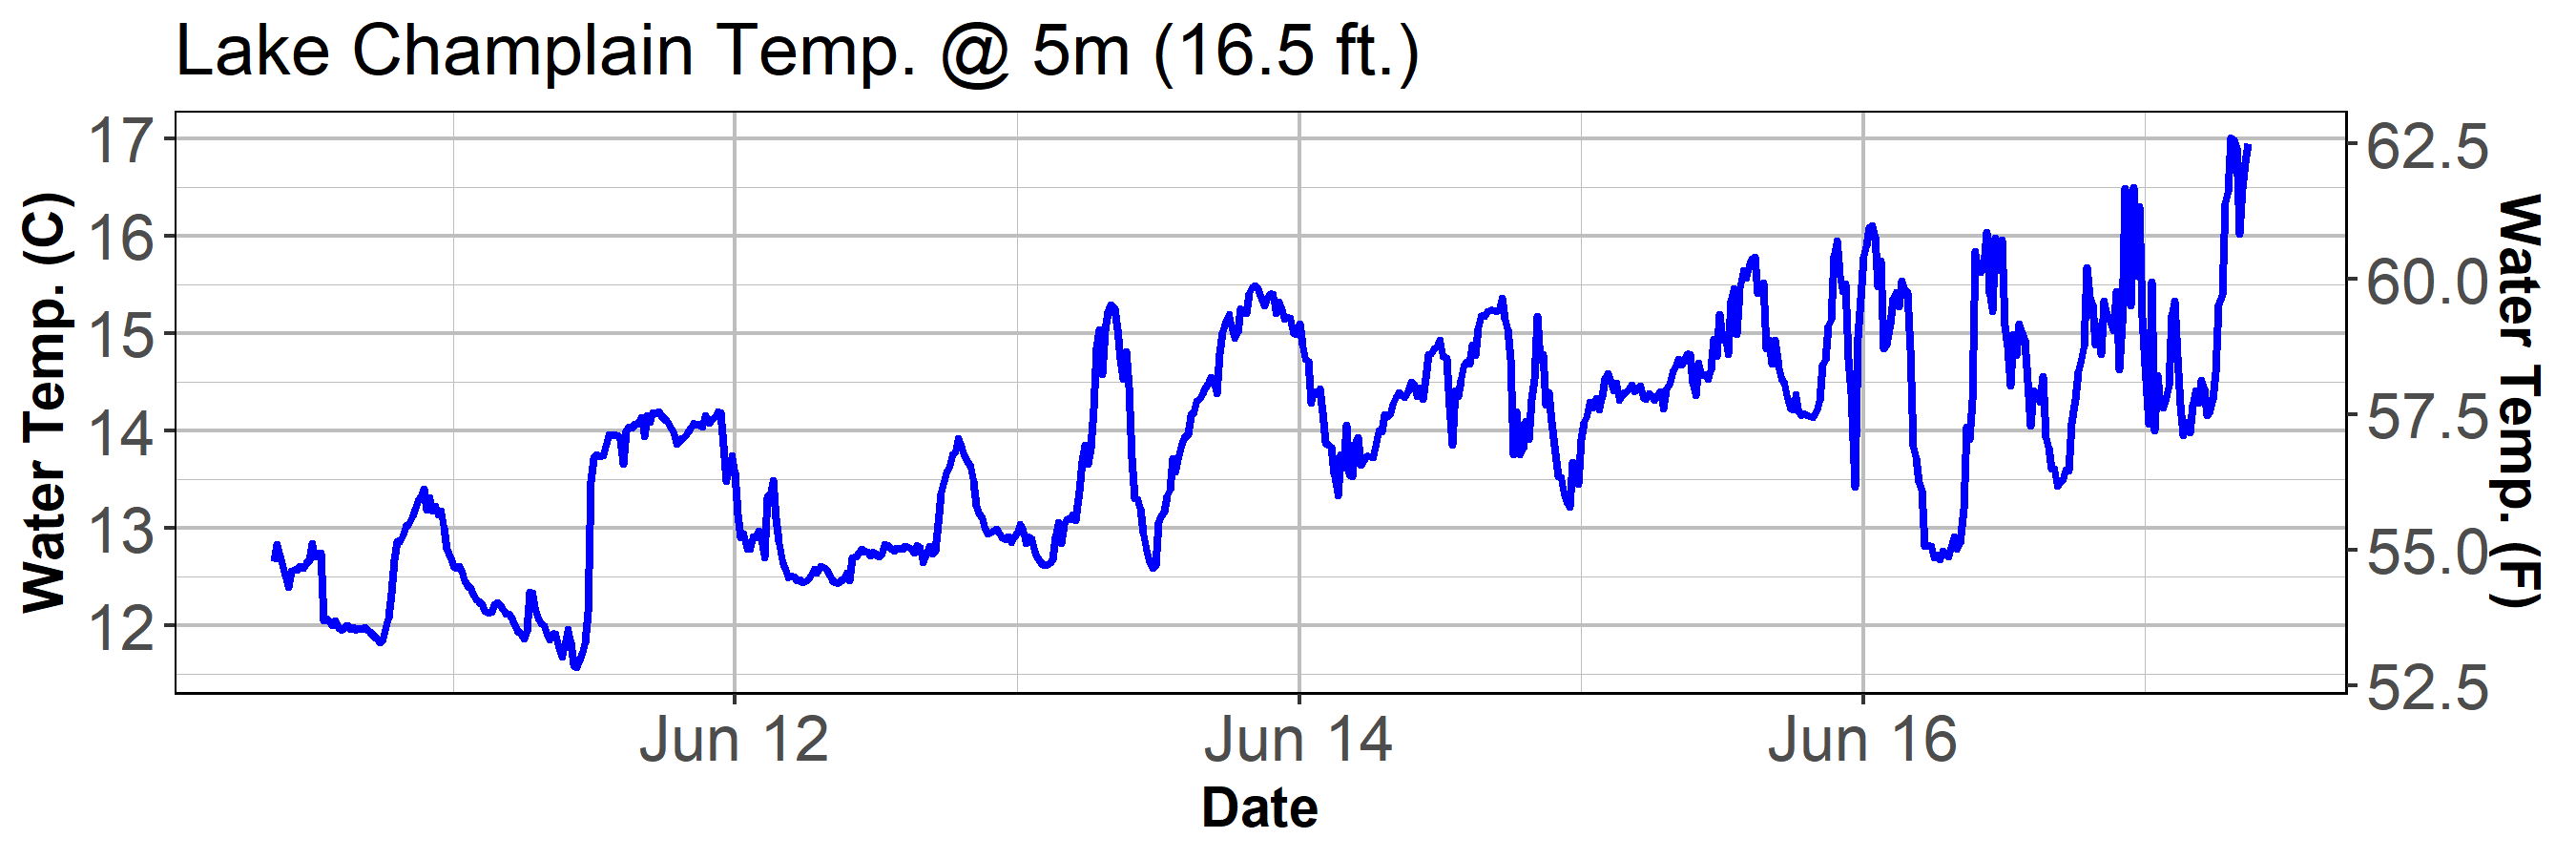 Lake Champlain Temp. @ 5m (16.5 ft.)
Water Temp. (C)
17
16
15
14
13
12
62.5
60.0
57.5
55.0
52.5
Water Temp. (F)
Jun 12
Jun 14
Jun 16
Date